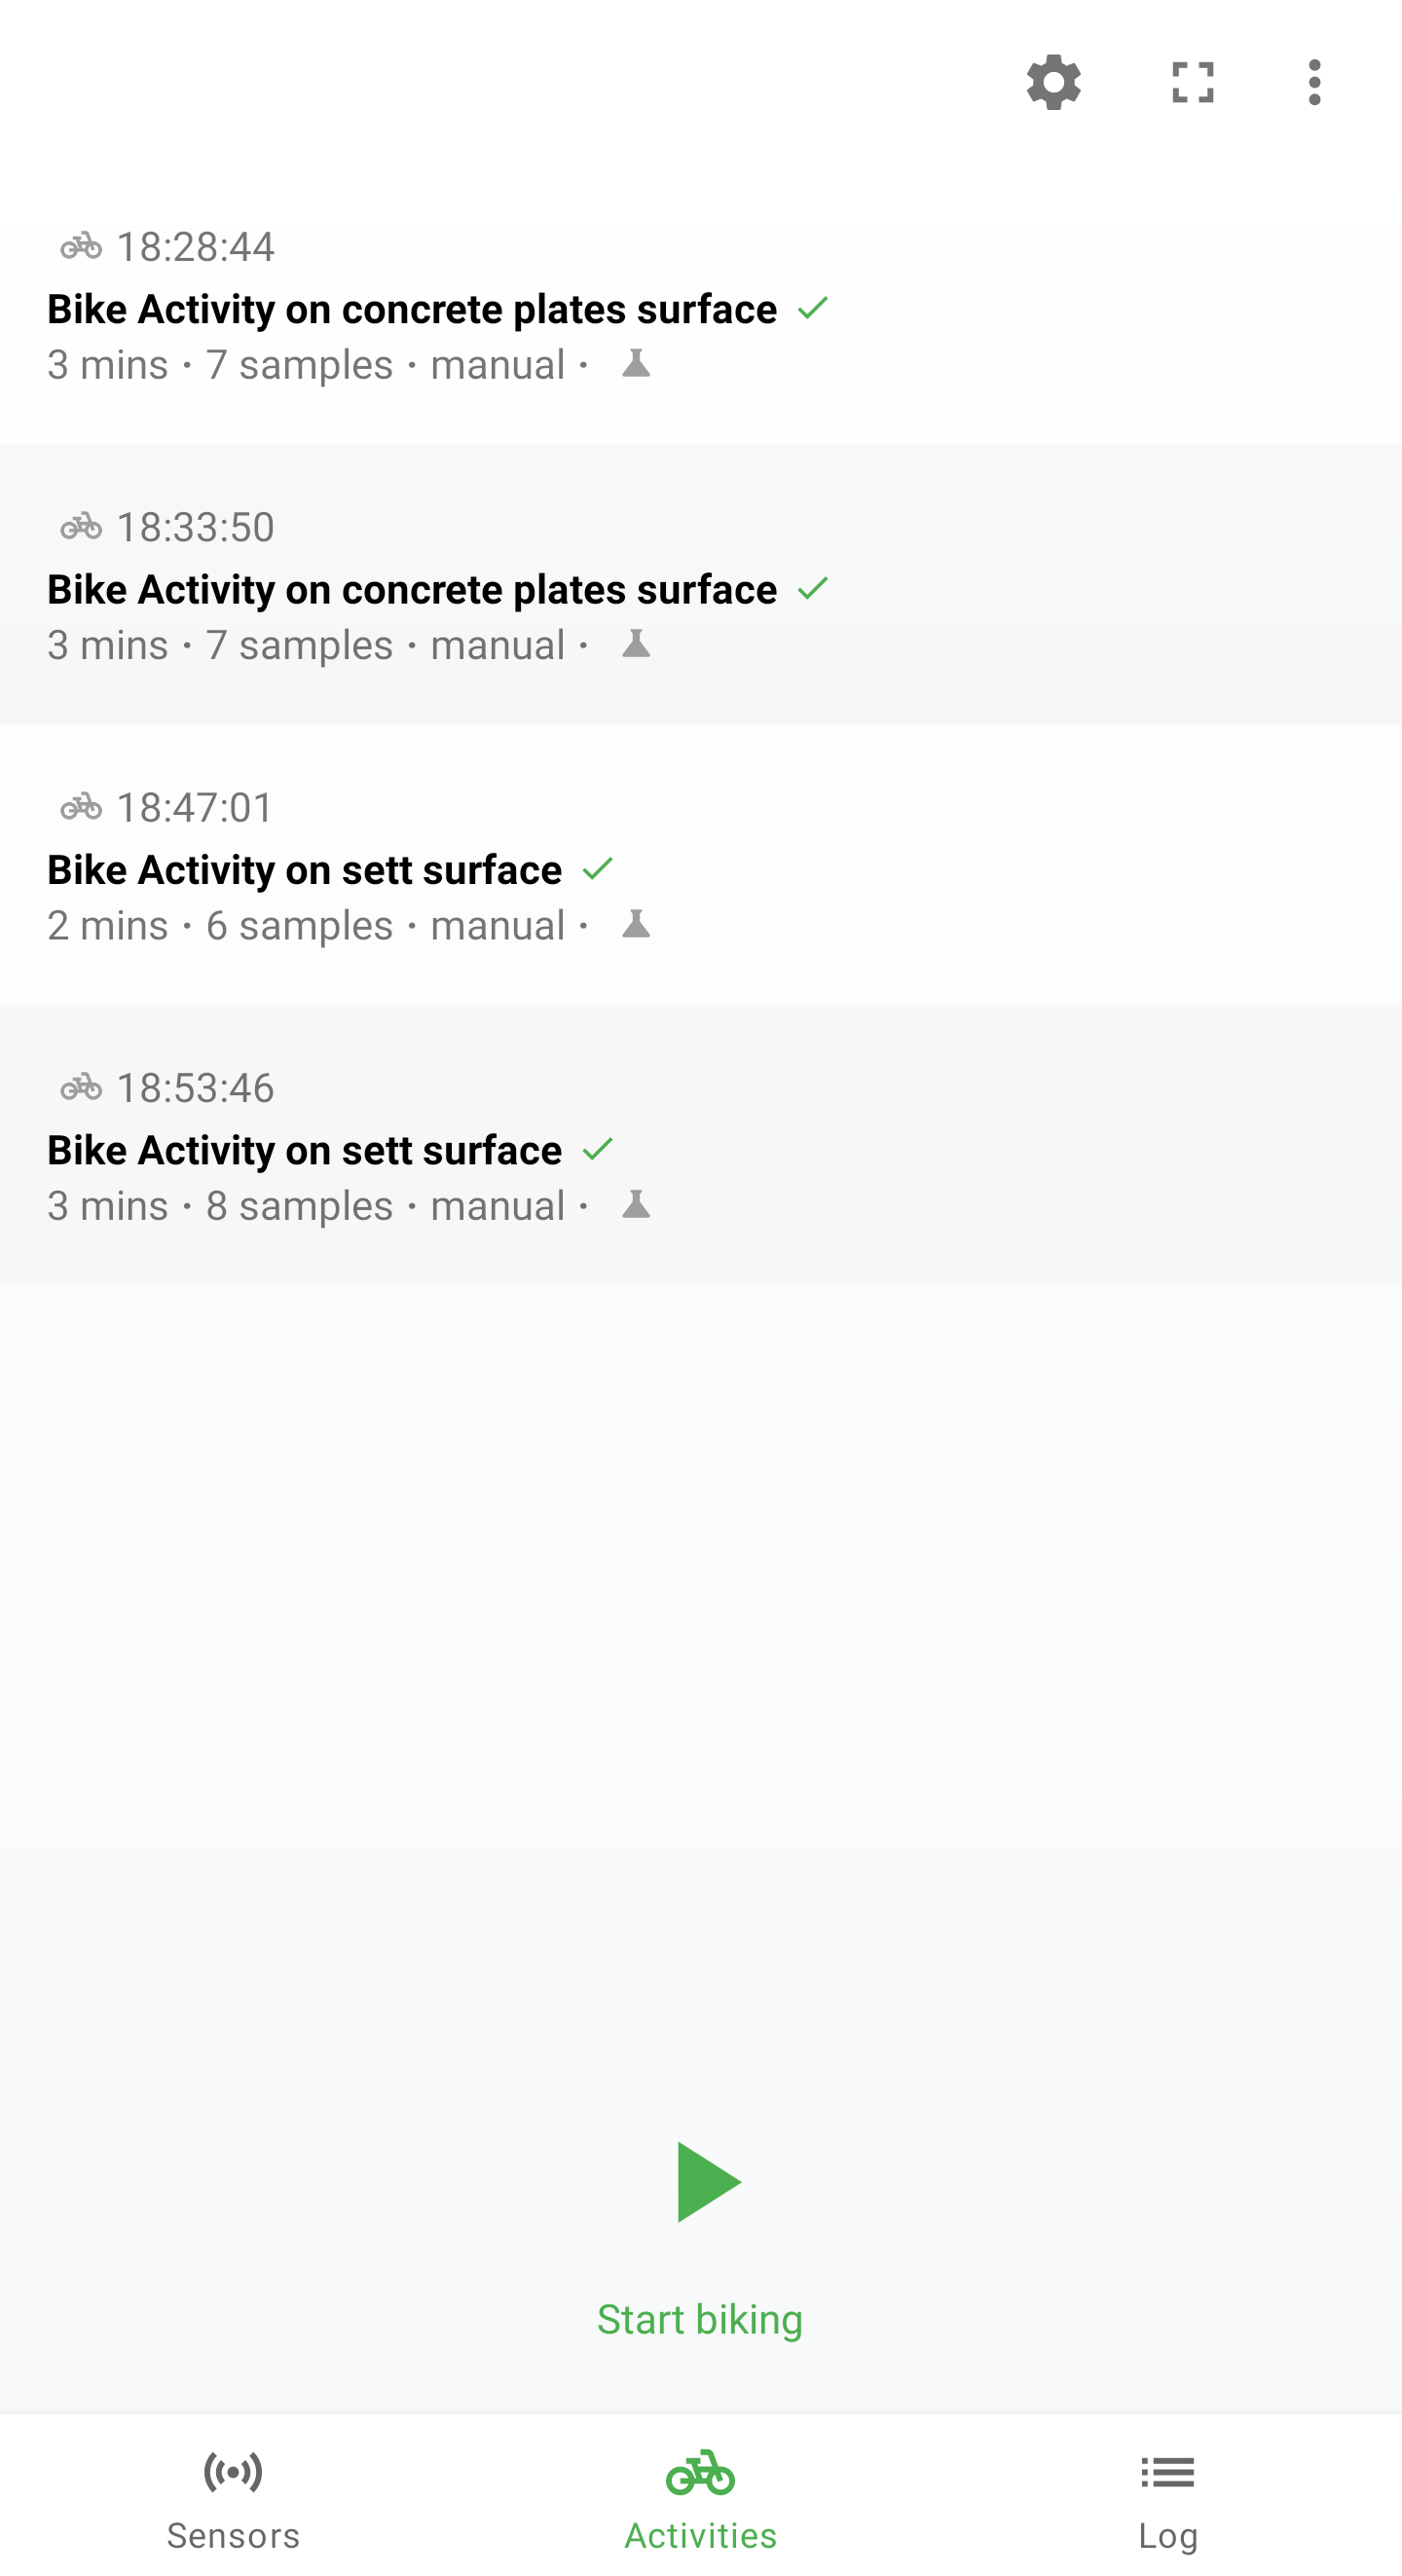 18:28:44
Bike Activity on concrete plates surface
3 mins · 7 samples · manual ·
18:33:50
Bike Activity on concrete plates surface
3 mins · 7 samples · manual ·
18:47:01
Bike Activity on sett surface
2 mins · 6 samples · manual ·
18:53:46
Bike Activity on sett surface
3 mins · 8 samples · manual ·
Start biking
Sensors
Activities
Log